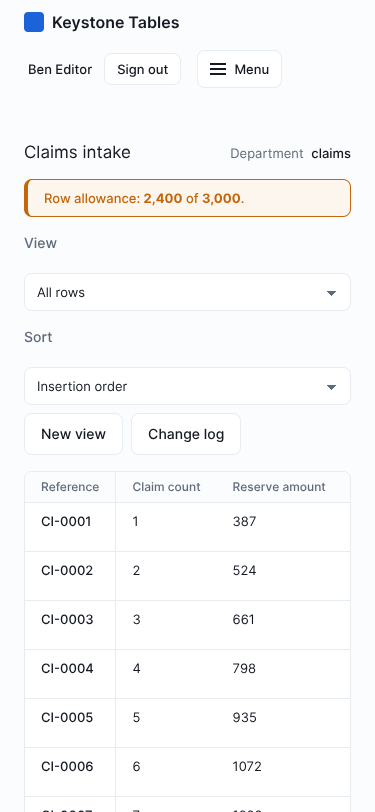 Keystone Tables
Ben Editor Sign out Menu
Claims intake Department claims
Row allowance: 2,400 of 3,000.
View
All rows
Sort
Insertion order
New view Change log
Reference Claim count Reserve amount
CI-0001 1 387
CI-0002 2 524
CI-0003 3 661
CI-0004 4 798
CI-0005 5 935
CI-0006 6 1072